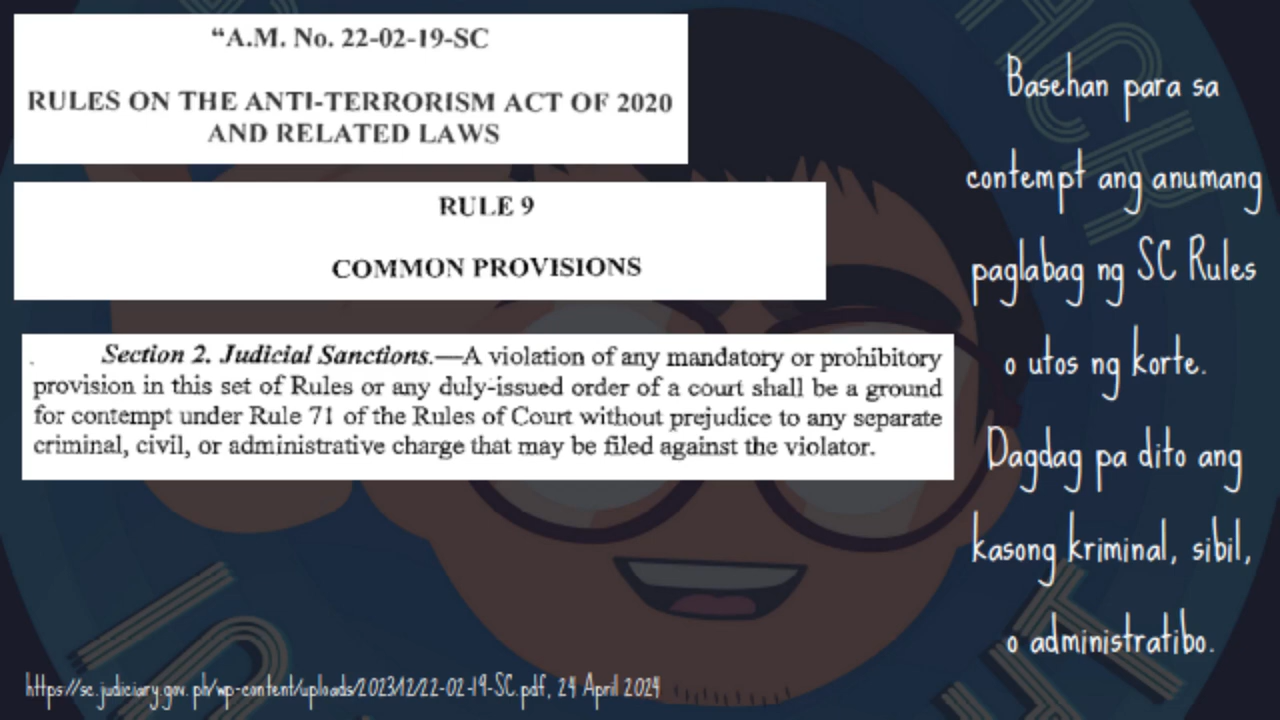 “A.M. No. 22-02-19-SC
RULES ON THE ANTI-TERRORISM ACT OF 2020
AND RELATED LAWS
RULE 9
COMMON PROVISIONS
Section 2. Judicial Sanctions.—A violation of any mandatory or prohibitory
provision in this set of Rules or any duly-issued order of a court shall be a ground
for contempt under Rule 71 of the Rules of Court without prejudice to any separate
criminal, civil, or administrative charge that may be filed against the violator.
Basehan para sa
contempt ang anumang
paglabag ng SC Rules
o utos ng korte.
Dagdag pa dito ang
kasong kriminal, sibil,
o administratibo.
https://sc.judiciary.gov.ph/wp-content/uploads/2023/12/22-02-19-SC.pdf, 24 April 2024